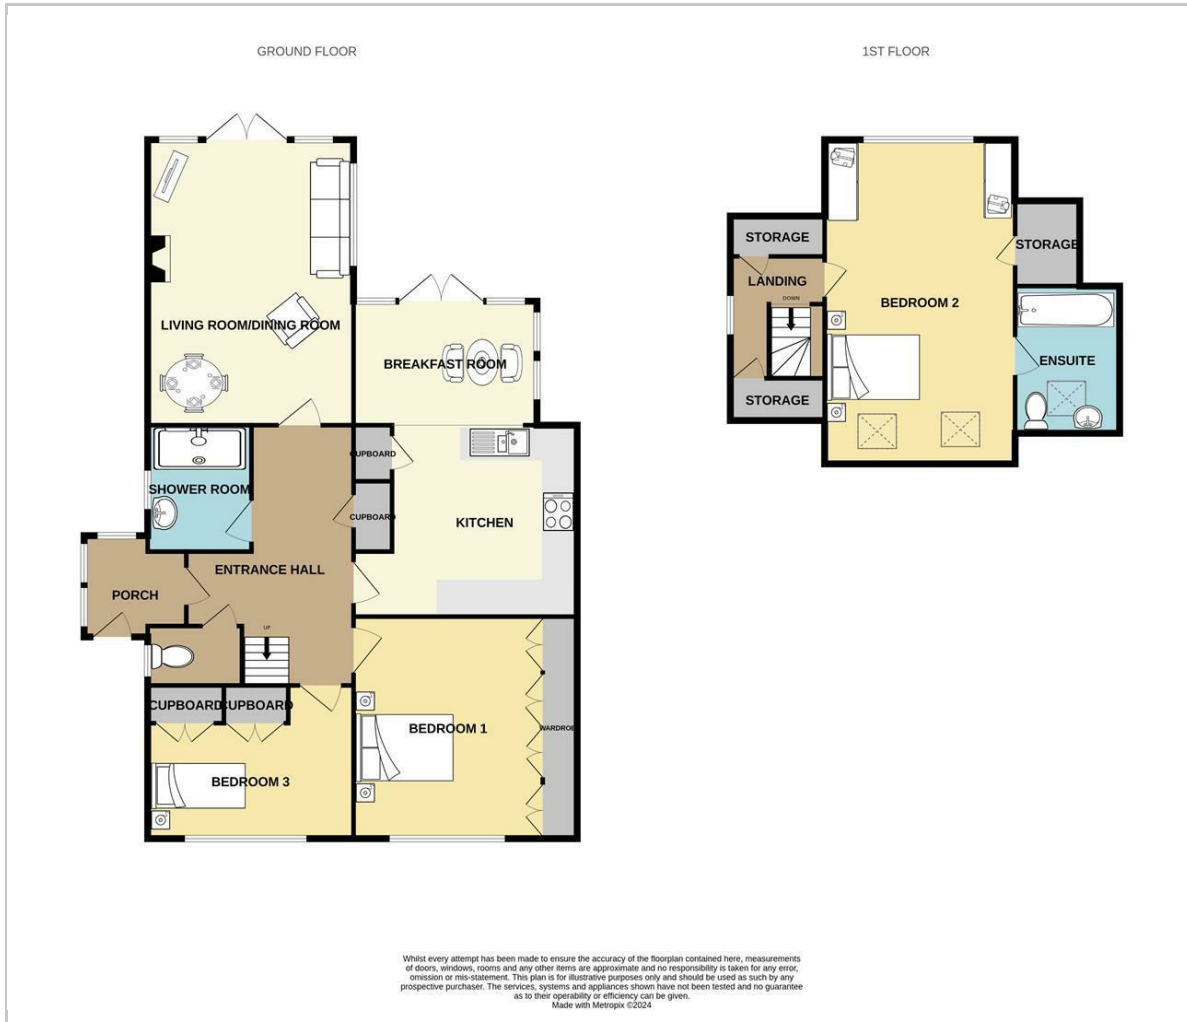 GROUND FLOOR
1ST FLOOR
LIVING ROOM/DINING ROOM
BREAKFAST ROOM
CUPBOARD
CUPBOARD
SHOWER ROOM
KITCHEN
ENTRANCE HALL
PORCH
UP
CUPBOARD
CUPBOARD
BEDROOM 1
WARDROBE
BEDROOM 3
STORAGE
STORAGE
LANDING
DOWN
BEDROOM 2
ENSUITE
STORAGE
Whilst every attempt has been made to ensure the accuracy of the floorplan contained here, measurements
of doors, windows, rooms and any other items are approximate and no responsibility is taken for any error,
omission or mis-statement. This plan is for illustrative purposes only and should be used as such by any
prospective purchaser. The services, systems and appliances shown have not been tested and no guarantee
as to their operability or efficiency can be given.
Made with Metropix ©2024